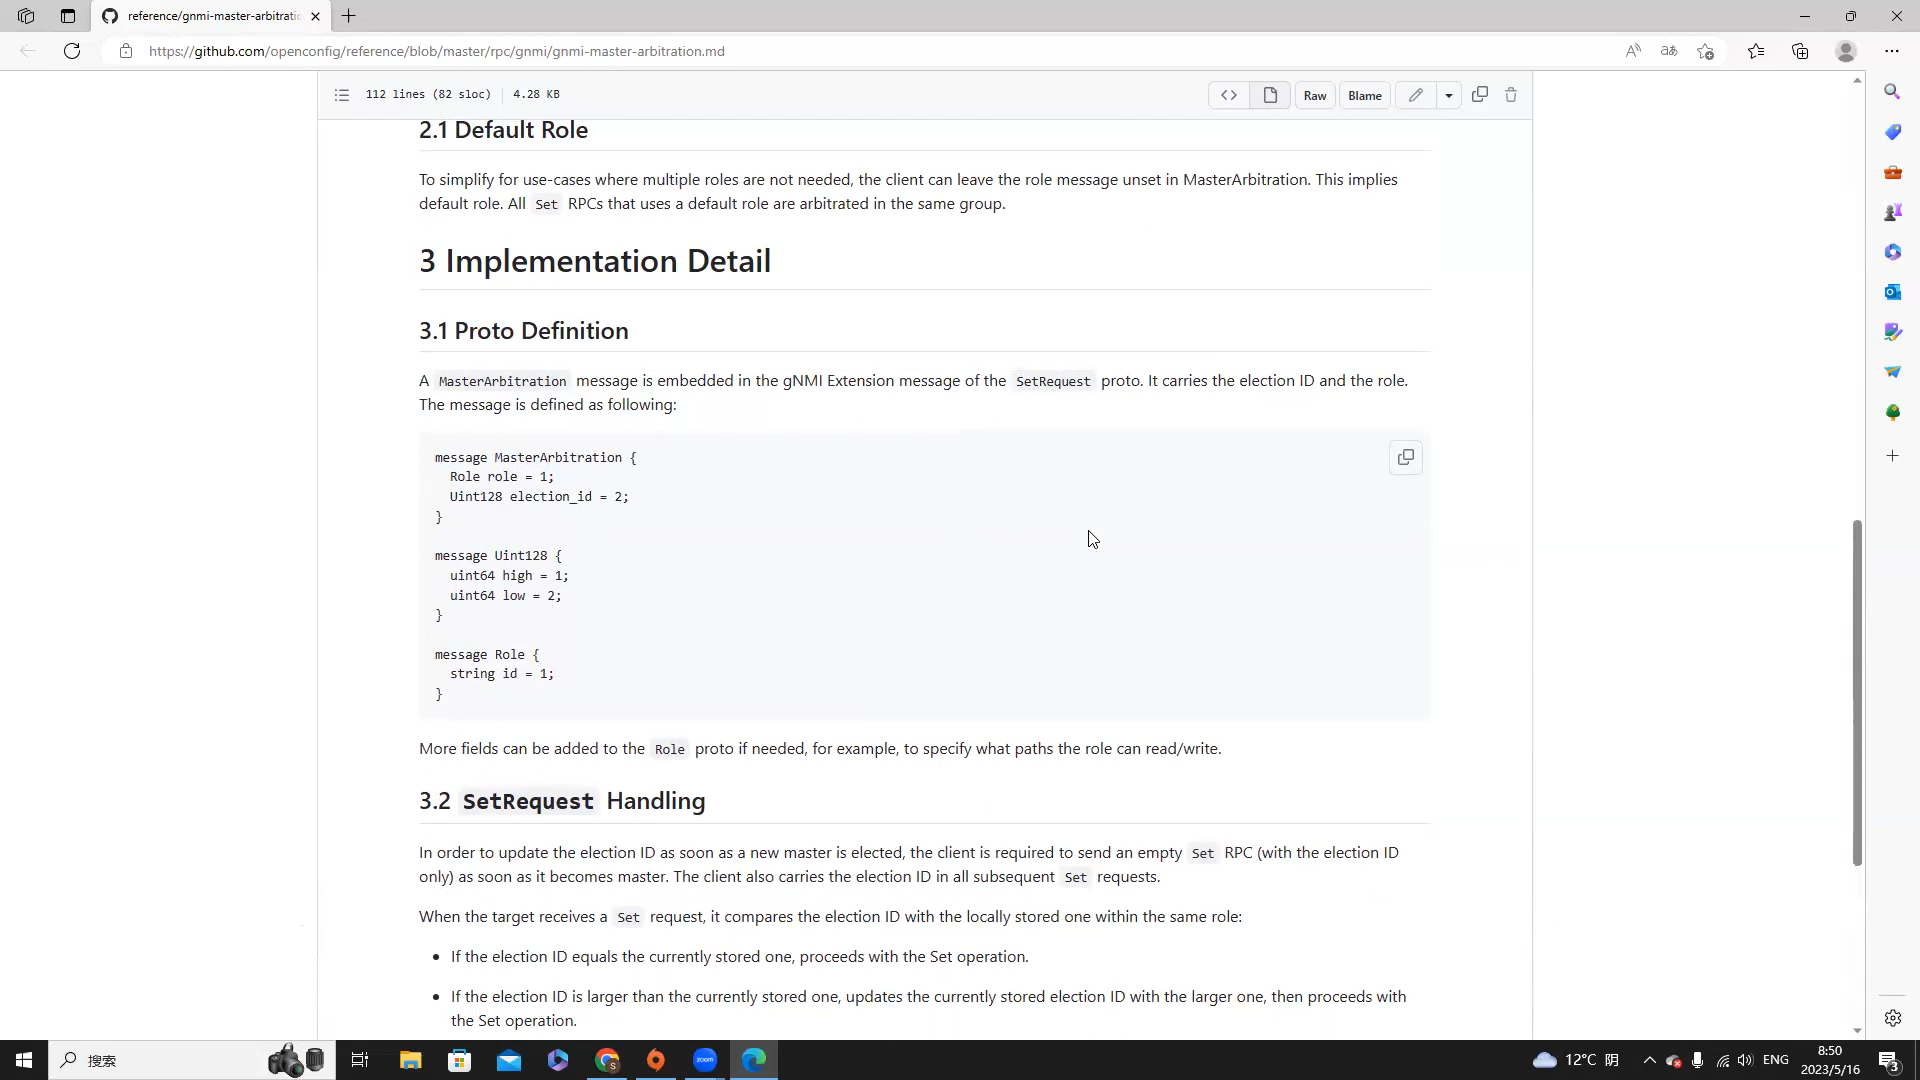 reference/gnmi-master-arbitratio
https://github.com/openconfig/reference/blob/master/rpc/gnmi/gnmi-master-arbitration.md
112 lines (82 sloc) 4.28 KB
Raw
Blame
2.1 Default Role
To simplify for use-cases where multiple roles are not needed, the client can leave the role message unset in MasterArbitration. This implies
default role. All Set RPCs that uses a default role are arbitrated in the same group.
3 Implementation Detail
3.1 Proto Definition
A MasterArbitration message is embedded in the gNMI Extension message of the SetRequest proto. It carries the election ID and the role.
The message is defined as following:
message MasterArbitration {
  Role role = 1;
  Uint128 election_id = 2;
}
message Uint128 {
  uint64 high = 1;
  uint64 low = 2;
}
message Role {
  string id = 1;
}
More fields can be added to the Role proto if needed, for example, to specify what paths the role can read/write.
3.2 SetRequest Handling
In order to update the election ID as soon as a new master is elected, the client is required to send an empty Set RPC (with the election ID
only) as soon as it becomes master. The client also carries the election ID in all subsequent Set requests.
When the target receives a Set request, it compares the election ID with the locally stored one within the same role:
• If the election ID equals the currently stored one, proceeds with the Set operation.
• If the election ID is larger than the currently stored one, updates the currently stored election ID with the larger one, then proceeds with
the Set operation.
搜索
zoom
12°C 阴
ENG
8:50
2023/5/16
3